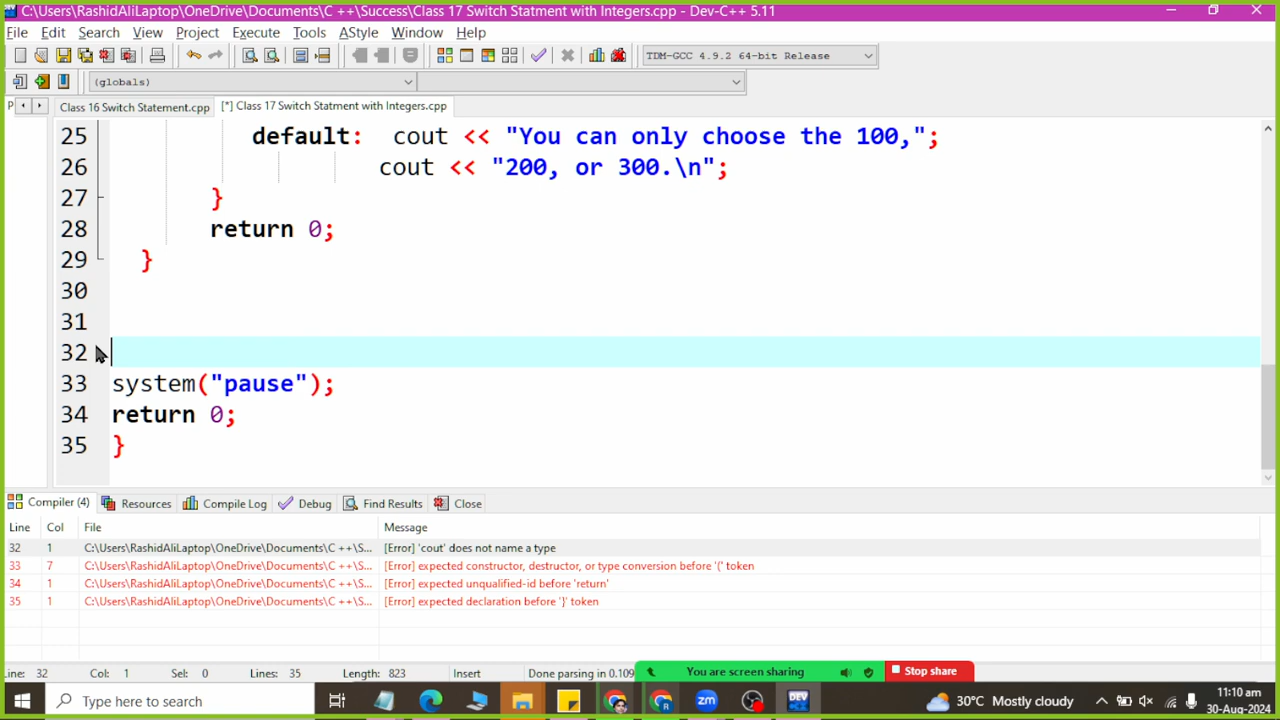 C:\Users\RashidAliLaptop\OneDrive\Documents\C ++\Success\Class 17 Switch Statment with Integers.cpp - Dev-C++ 5.11
File Edit Search View Project Execute Tools AStyle Window Help
TDM-GCC 4.9.2 64-bit Release
(globals)
P Class 16 Switch Statement.cpp [*] Class 17 Switch Statment with Integers.cpp
25 default: cout << "You can only choose the 100,";
26 cout << "200, or 300.\n";
27 }
28 return 0;
29 }
30
31
32
33 system("pause");
34 return 0;
35 }
Compiler (4) Resources Compile Log Debug Find Results Close
Line Col File Message
32 1 C:\Users\RashidAliLaptop\OneDrive\Documents\C ++\S... [Error] 'cout' does not name a type
33 7 C:\Users\RashidAliLaptop\OneDrive\Documents\C ++\S... [Error] expected constructor, destructor, or type conversion before '(' token
34 1 C:\Users\RashidAliLaptop\OneDrive\Documents\C ++\S... [Error] expected unqualified-id before 'return'
35 1 C:\Users\RashidAliLaptop\OneDrive\Documents\C ++\S... [Error] expected declaration before '}' token
Line: 32 Col: 1 Sel: 0 Lines: 35 Length: 823 Insert Done parsing in 0.109 You are screen sharing Stop share
Type here to search zm DEV 30°C Mostly cloudy 11:10 am
30-Aug-2024